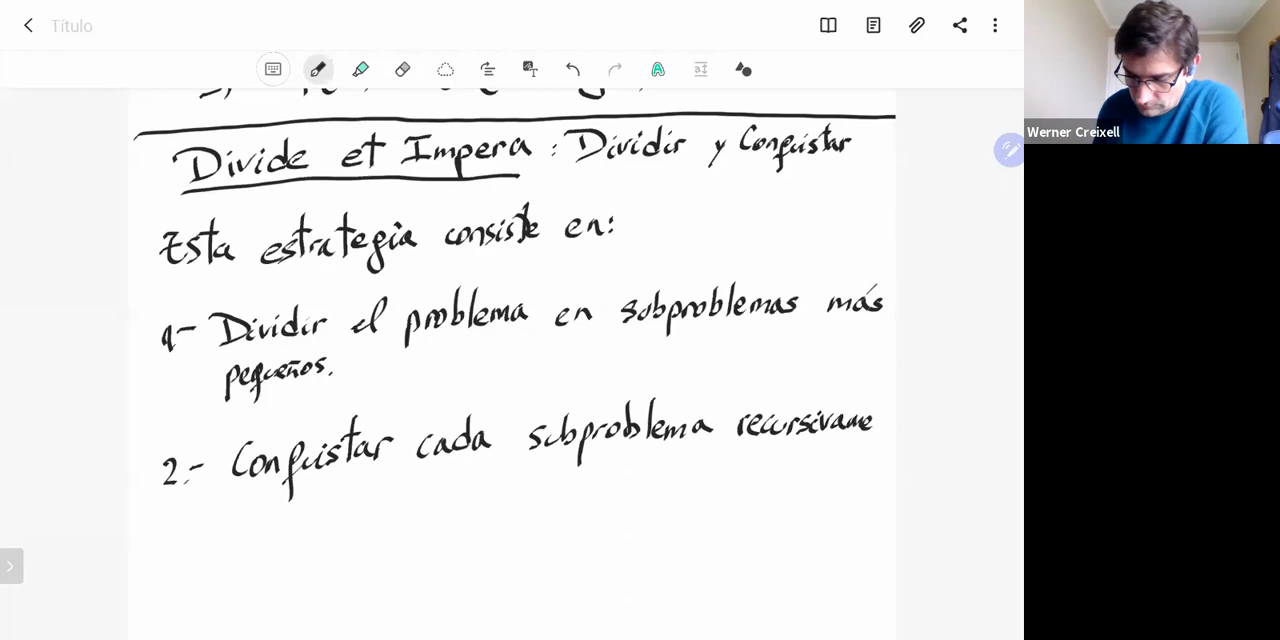 Título
Werner Creixell
Divide et Impera : Dividir y Conquistar
Esta estrategia consiste en:
1- Dividir el problema en subproblemas más
pequeños.
2.- Conquistar cada subproblema recursivame